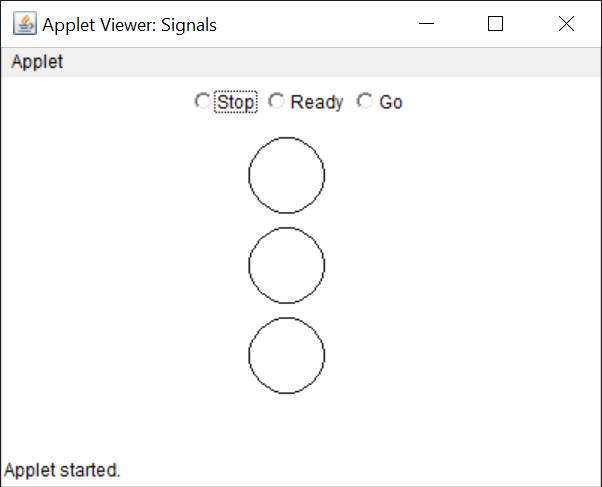 Applet Viewer: Signals
Applet
Stop Ready Go
Applet started.